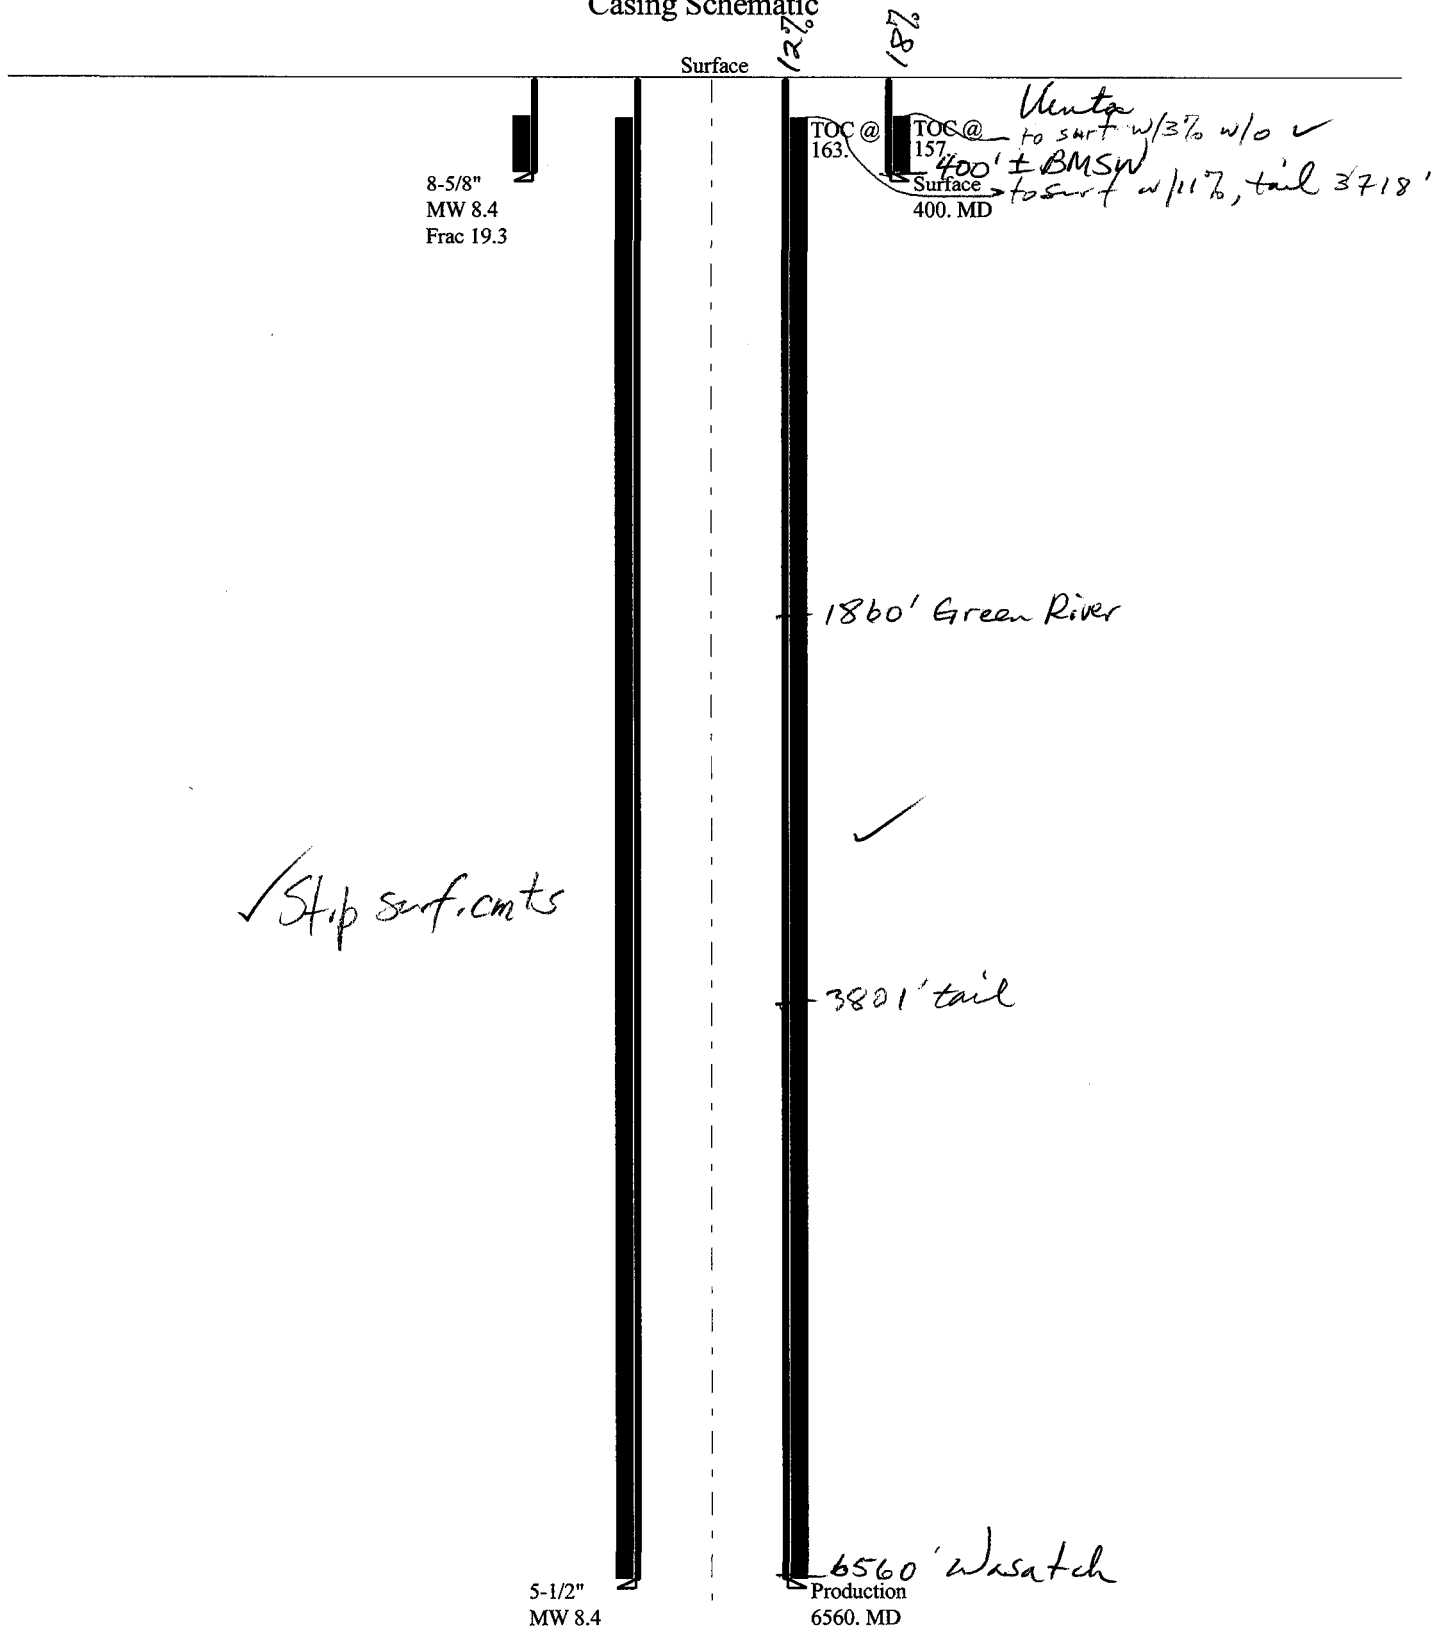 Casing Schematic
12%
18%
Surface
Uinta
TOC @
163.
TOC @
157.
to surf w/3% w/o ✓
400' ± BMSW
Surface
400. MD
to surf w/11%, tail 3718'
8-5/8"
MW 8.4
Frac 19.3
1860' Green River
✓
✓ Stip surf. cmts
3801' tail
6560' Wasatch
5-1/2"
MW 8.4
Production
6560. MD